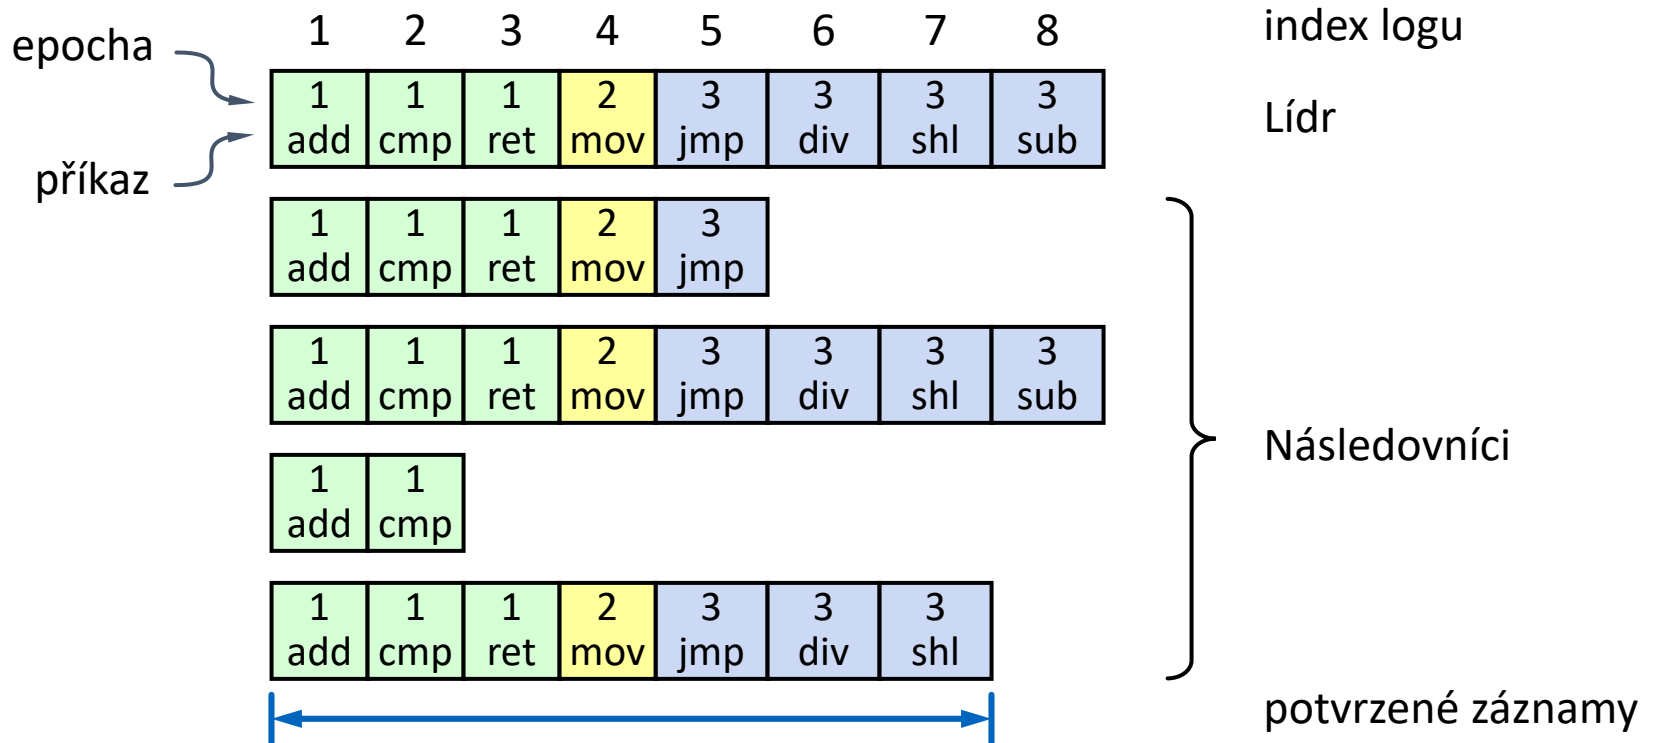 epocha
příkaz
1 2 3 4 5 6 7 8 index logu
1 1 1 2 3 3 3 3
add cmp ret mov jmp div shl sub
Lídr
1 1 1 2 3
add cmp ret mov jmp
1 1 1 2 3 3 3 3
add cmp ret mov jmp div shl sub
1 1
add cmp
1 1 1 2 3 3 3
add cmp ret mov jmp div shl
Následovníci
potvrzené záznamy